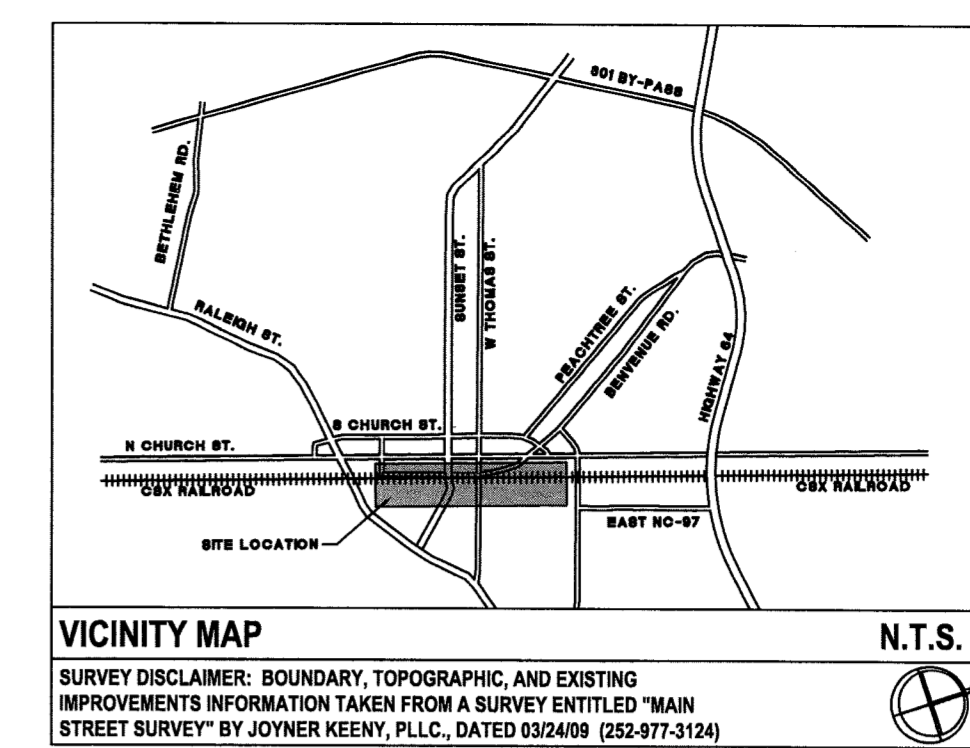 301 BY-PASS
BETHLEHEM RD.
RALEIGH ST.
SUNSET ST.
W THOMAS ST.
PEACHTREE ST.
BENVENUE RD.
HIGHWAY 64
S CHURCH ST.
N CHURCH ST.
CSX RAILROAD
CSX RAILROAD
EAST NC-97
SITE LOCATION
VICINITY MAP
N.T.S.
SURVEY DISCLAIMER: BOUNDARY, TOPOGRAPHIC, AND EXISTING
IMPROVEMENTS INFORMATION TAKEN FROM A SURVEY ENTITLED "MAIN
STREET SURVEY" BY JOYNER KEENY, PLLC., DATED 03/24/09 (252-977-3124)